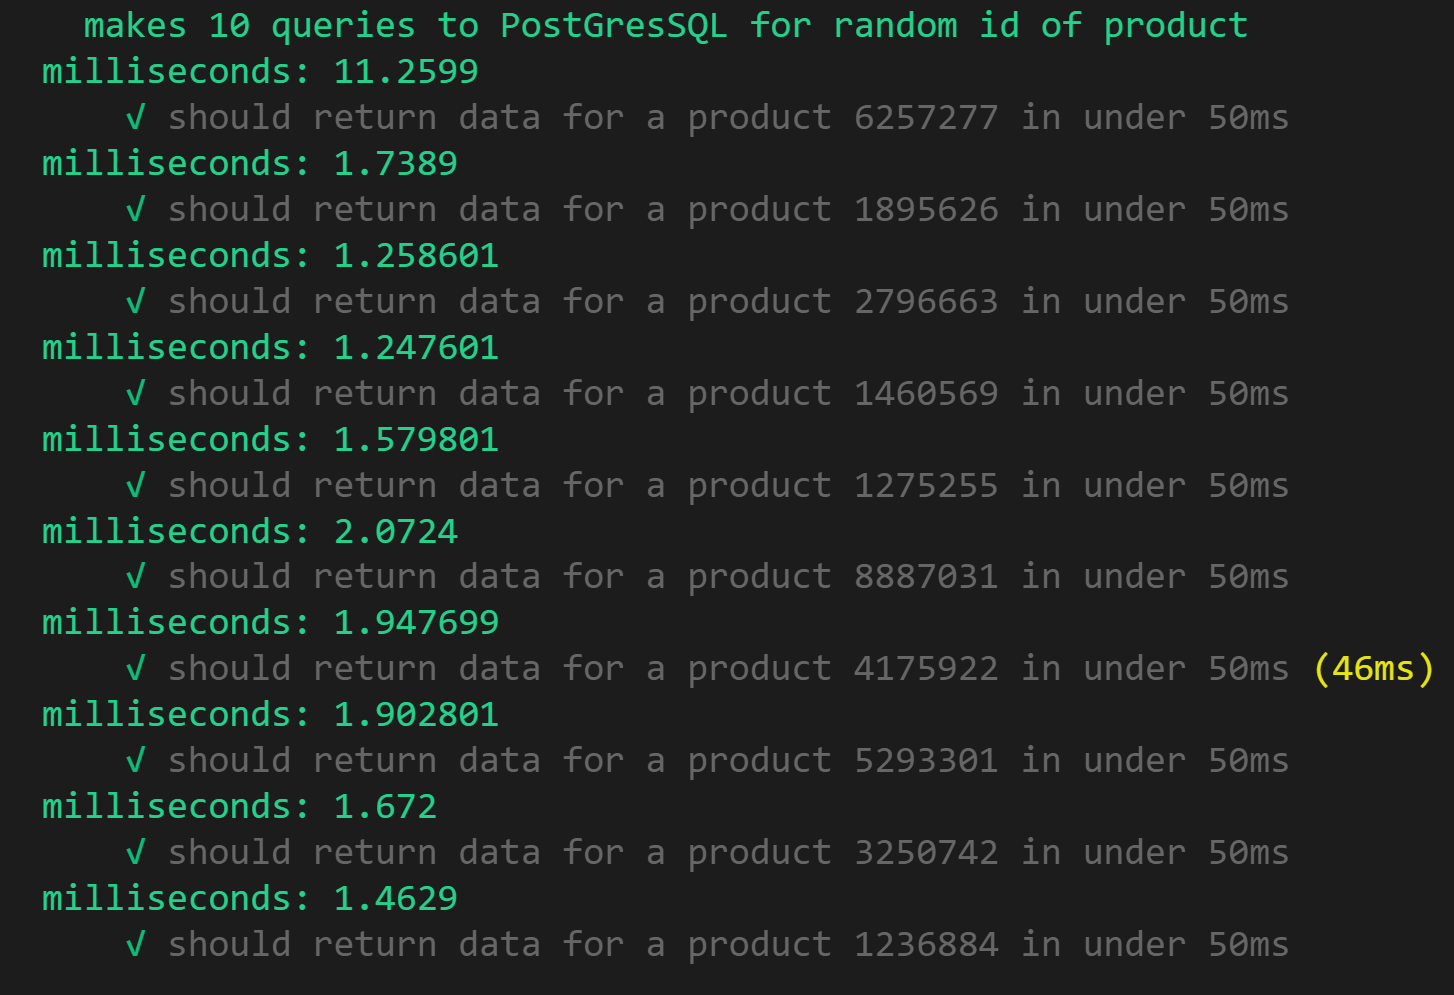 makes 10 queries to PostGresSQL for random id of product
milliseconds: 11.2599
√ should return data for a product 6257277 in under 50ms
milliseconds: 1.7389
√ should return data for a product 1895626 in under 50ms
milliseconds: 1.258601
√ should return data for a product 2796663 in under 50ms
milliseconds: 1.247601
√ should return data for a product 1460569 in under 50ms
milliseconds: 1.579801
√ should return data for a product 1275255 in under 50ms
milliseconds: 2.0724
√ should return data for a product 8887031 in under 50ms
milliseconds: 1.947699
√ should return data for a product 4175922 in under 50ms (46ms)
milliseconds: 1.902801
√ should return data for a product 5293301 in under 50ms
milliseconds: 1.672
√ should return data for a product 3250742 in under 50ms
milliseconds: 1.4629
√ should return data for a product 1236884 in under 50ms